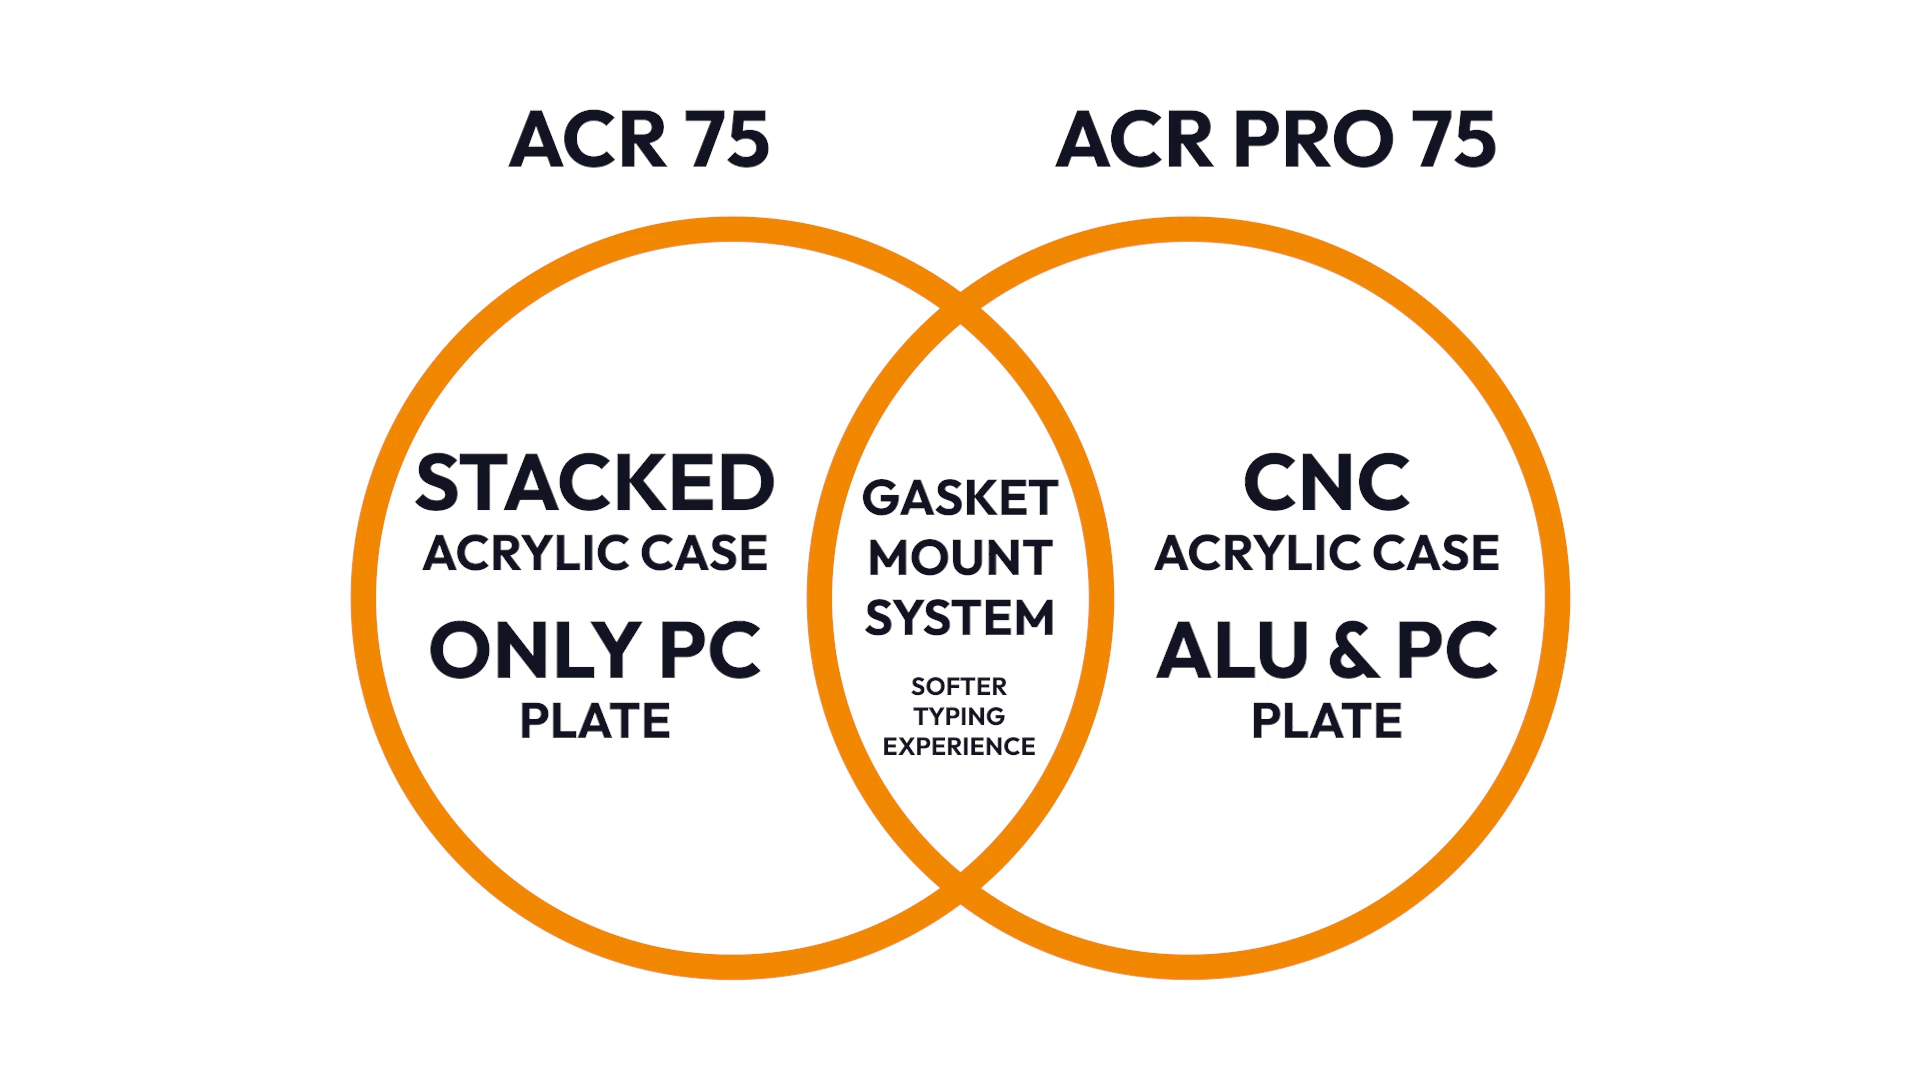 ACR 75
ACR PRO 75
STACKED
ACRYLIC CASE
ONLY PC
PLATE
GASKET
MOUNT
SYSTEM
SOFTER
TYPING
EXPERIENCE
CNC
ACRYLIC CASE
ALU & PC
PLATE